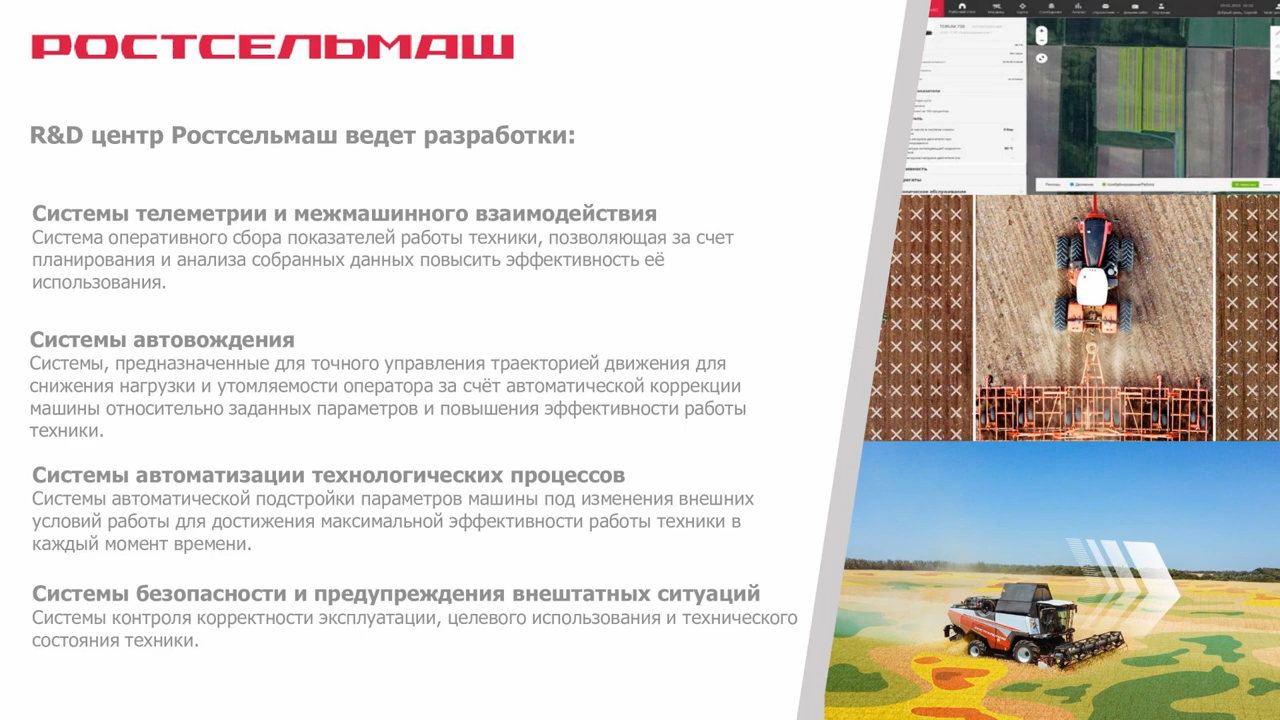 РОСТСЕЛЬМАШ
R&D центр Ростсельмаш ведет разработки:
Системы телеметрии и межмашинного взаимодействия
Система оперативного сбора показателей работы техники, позволяющая за счет
планирования и анализа собранных данных повысить эффективность её
использования.
Системы автовождения
Системы, предназначенные для точного управления траекторией движения для
снижения нагрузки и утомляемости оператора за счёт автоматической коррекции
машины относительно заданных параметров и повышения эффективности работы
техники.
Системы автоматизации технологических процессов
Системы автоматической подстройки параметров машины под изменения внешних
условий работы для достижения максимальной эффективности работы техники в
каждый момент времени.
Системы безопасности и предупреждения внештатных ситуаций
Системы контроля корректности эксплуатации, целевого использования и технического
состояния техники.